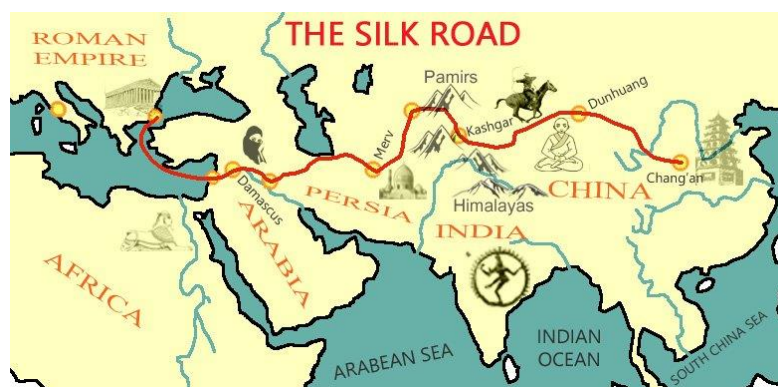 THE SILK ROAD
ROMAN
EMPIRE
Pamirs
Dunhuang
Kashgar
Merv
Chang'an
Damascus
PERSIA
CHINA
Himalayas
ARABIA
INDIA
AFRICA
ARABEAN SEA
INDIAN
OCEAN
SOUTH CHINA SEA